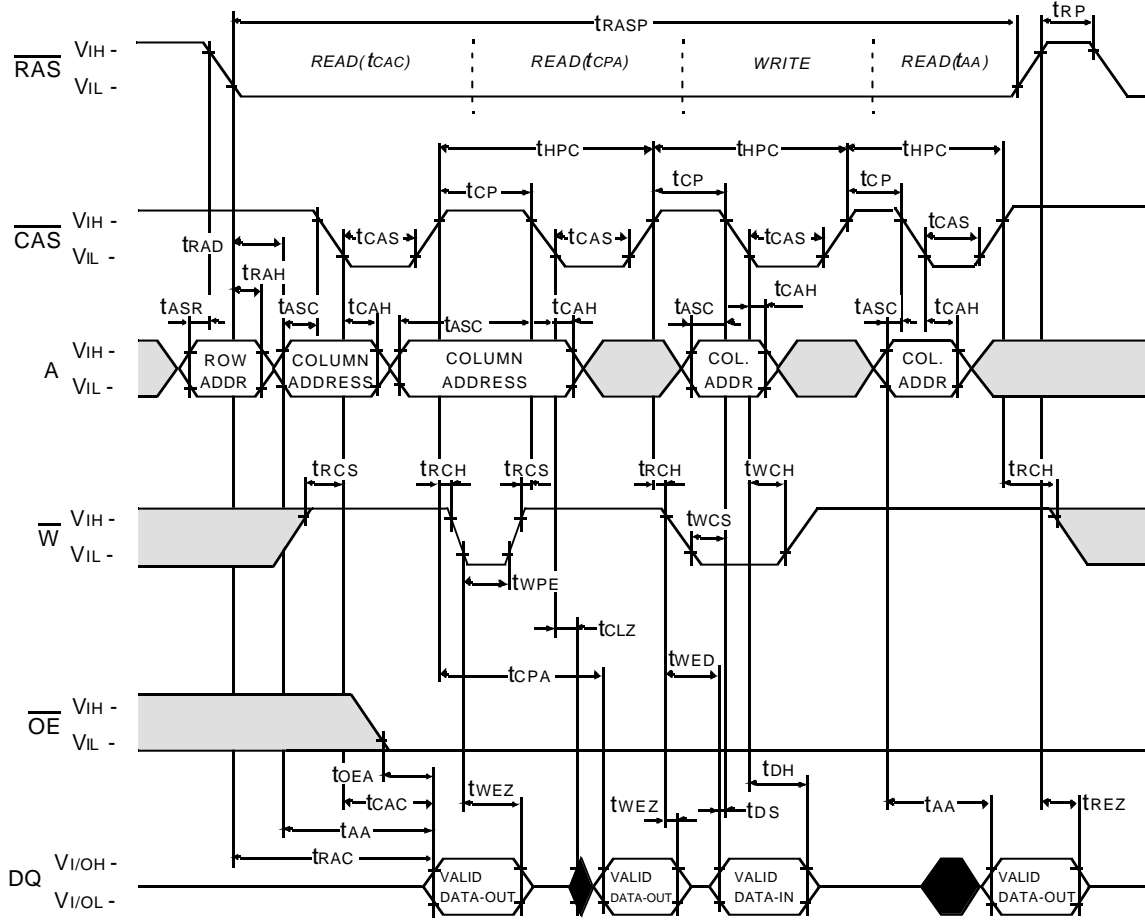 tRASP tRP
RAS VIH - VIL -
READ(tCAC) READ(tCPA) WRITE READ(tAA)
tHPC tHPC tHPC
tCP tCP tCP
CAS VIH - VIL -
tCAS tCAS tCAS tCAS
tRAD
tRAH
tASR tASC tCAH tASC tCAH tASC tCAH tASC tCAH
A VIH - VIL -
ROW ADDR
COLUMN ADDRESS
COLUMN ADDRESS
COL. ADDR
COL. ADDR
tRCS tRCH tRCS tRCH tWCH tRCH
W VIH - VIL -
tWCS
tWPE
tCLZ
tCPA tWED
OE VIH - VIL -
tOEA
tCAC tWEZ tWEZ tDH tDS
tAA tAA tREZ
tRAC
DQ VI/OH - VI/OL -
VALID DATA-OUT
VALID DATA-OUT
VALID DATA-IN
VALID DATA-OUT